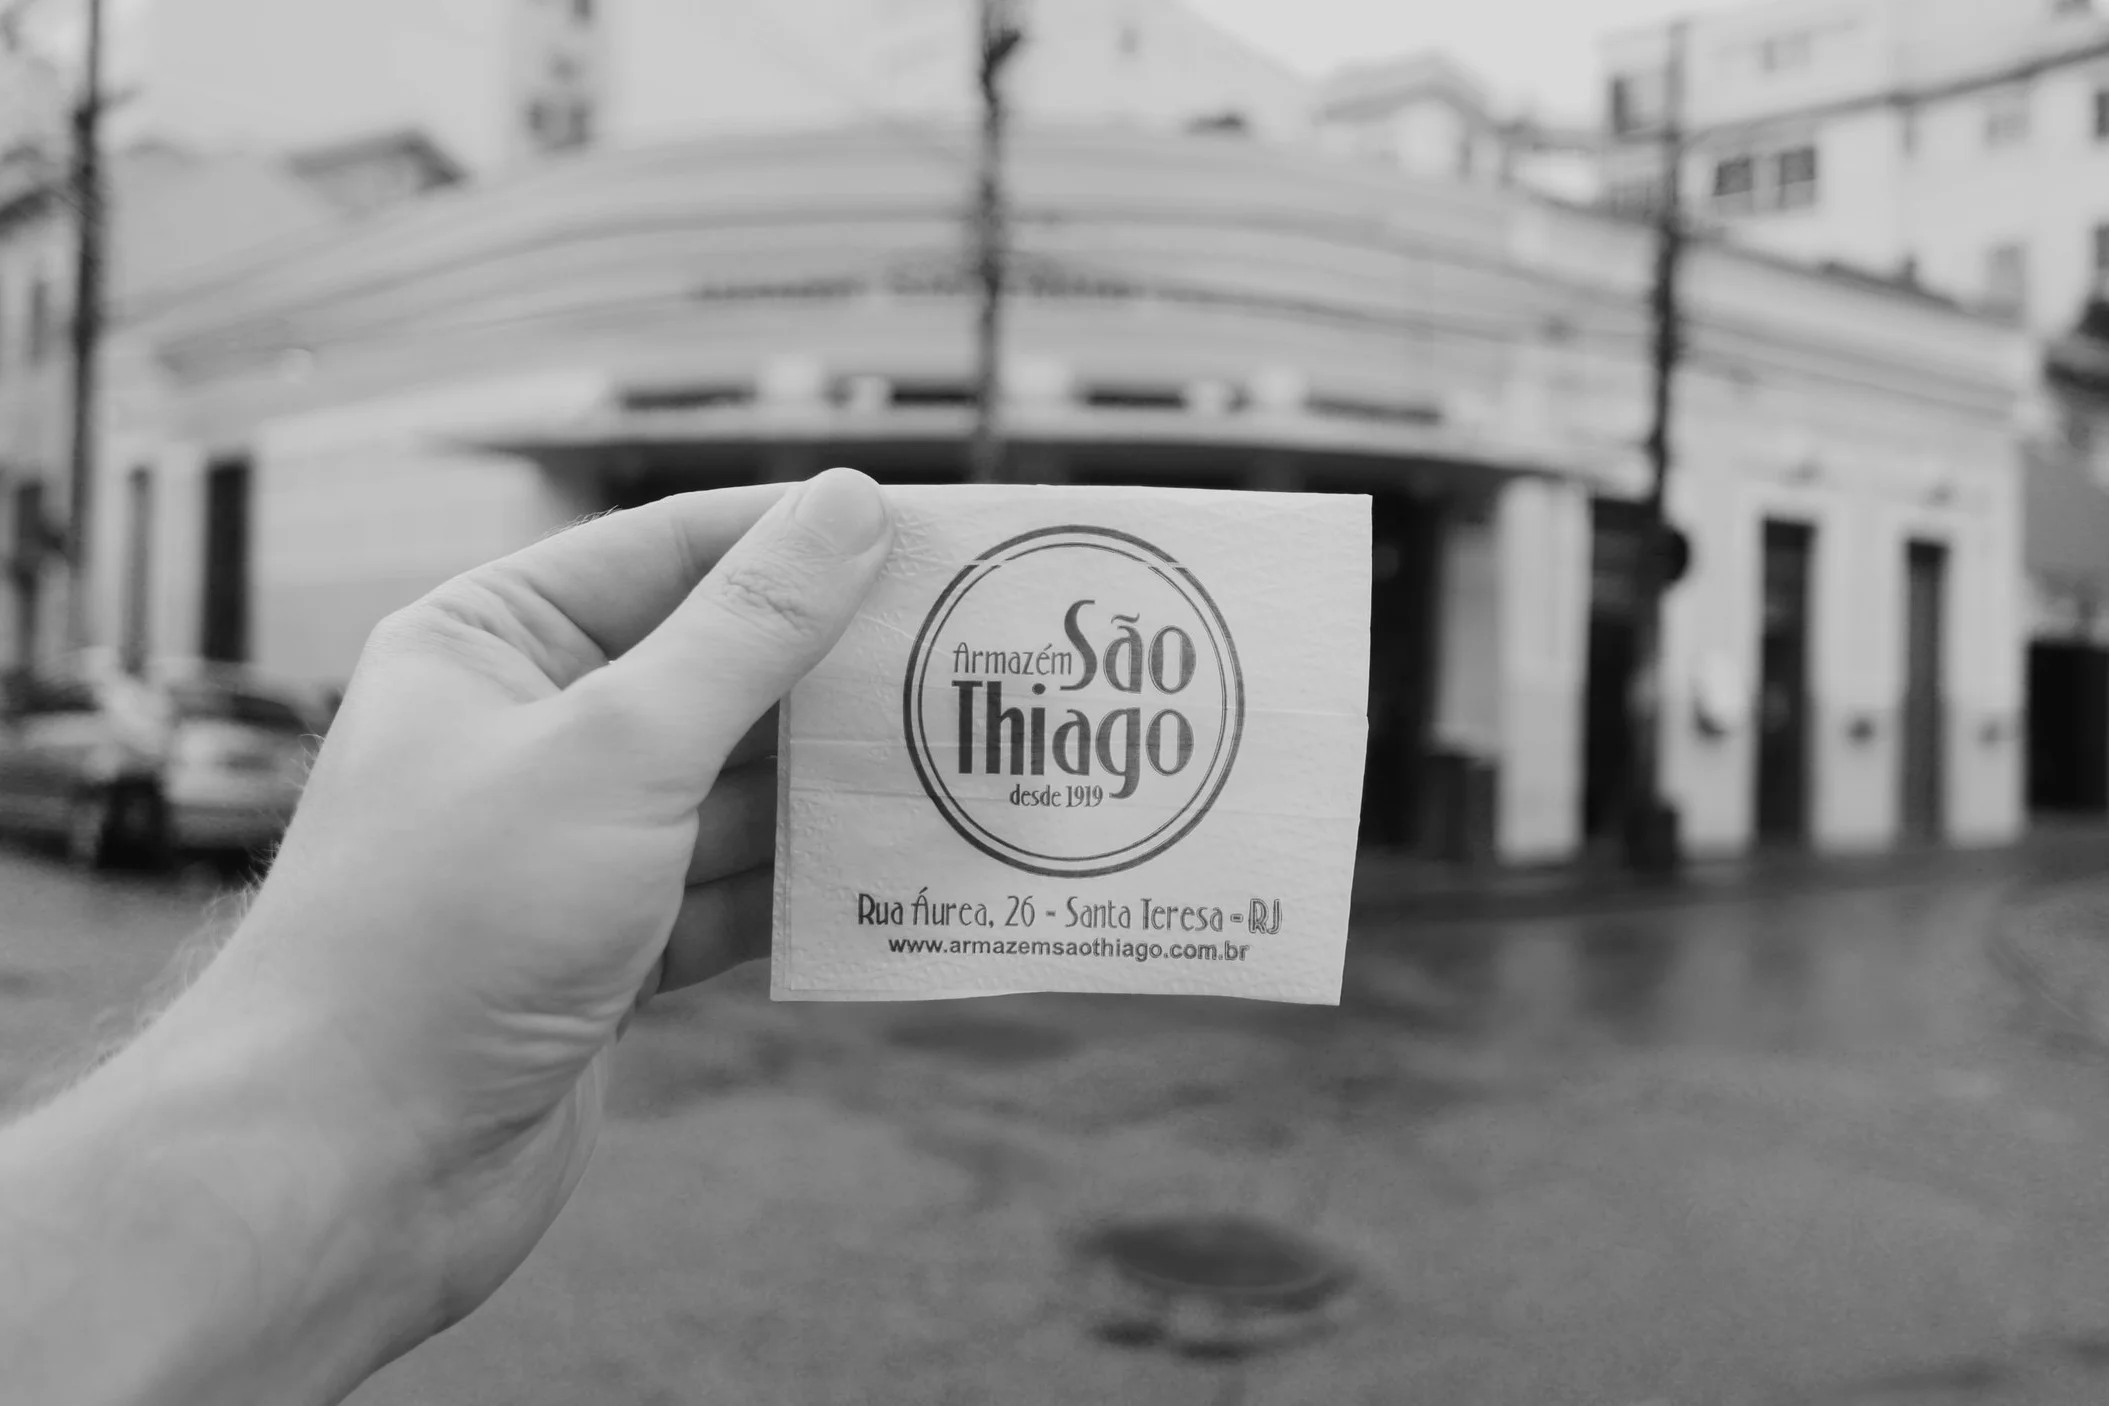 Armazém São
Thiago
desde 1919
Rua Áurea, 26 - Santa Teresa - RJ
www.armazemsaothiago.com.br